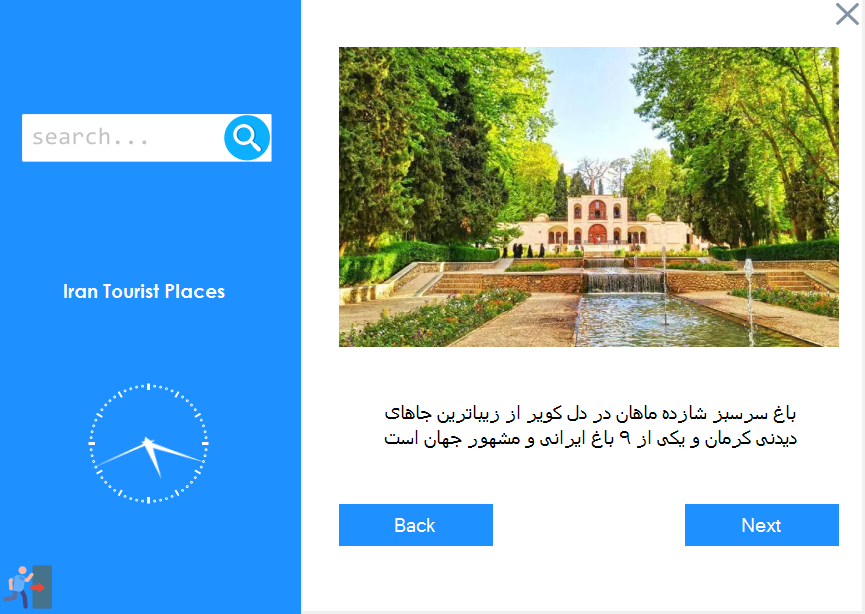 search...
Iran Tourist Places
باغ سرسبز شازده ماهان در دل کویر از زیباترین جاهای
دیدنی کرمان و یکی از ۹ باغ ایرانی و مشهور جهان است
Back
Next